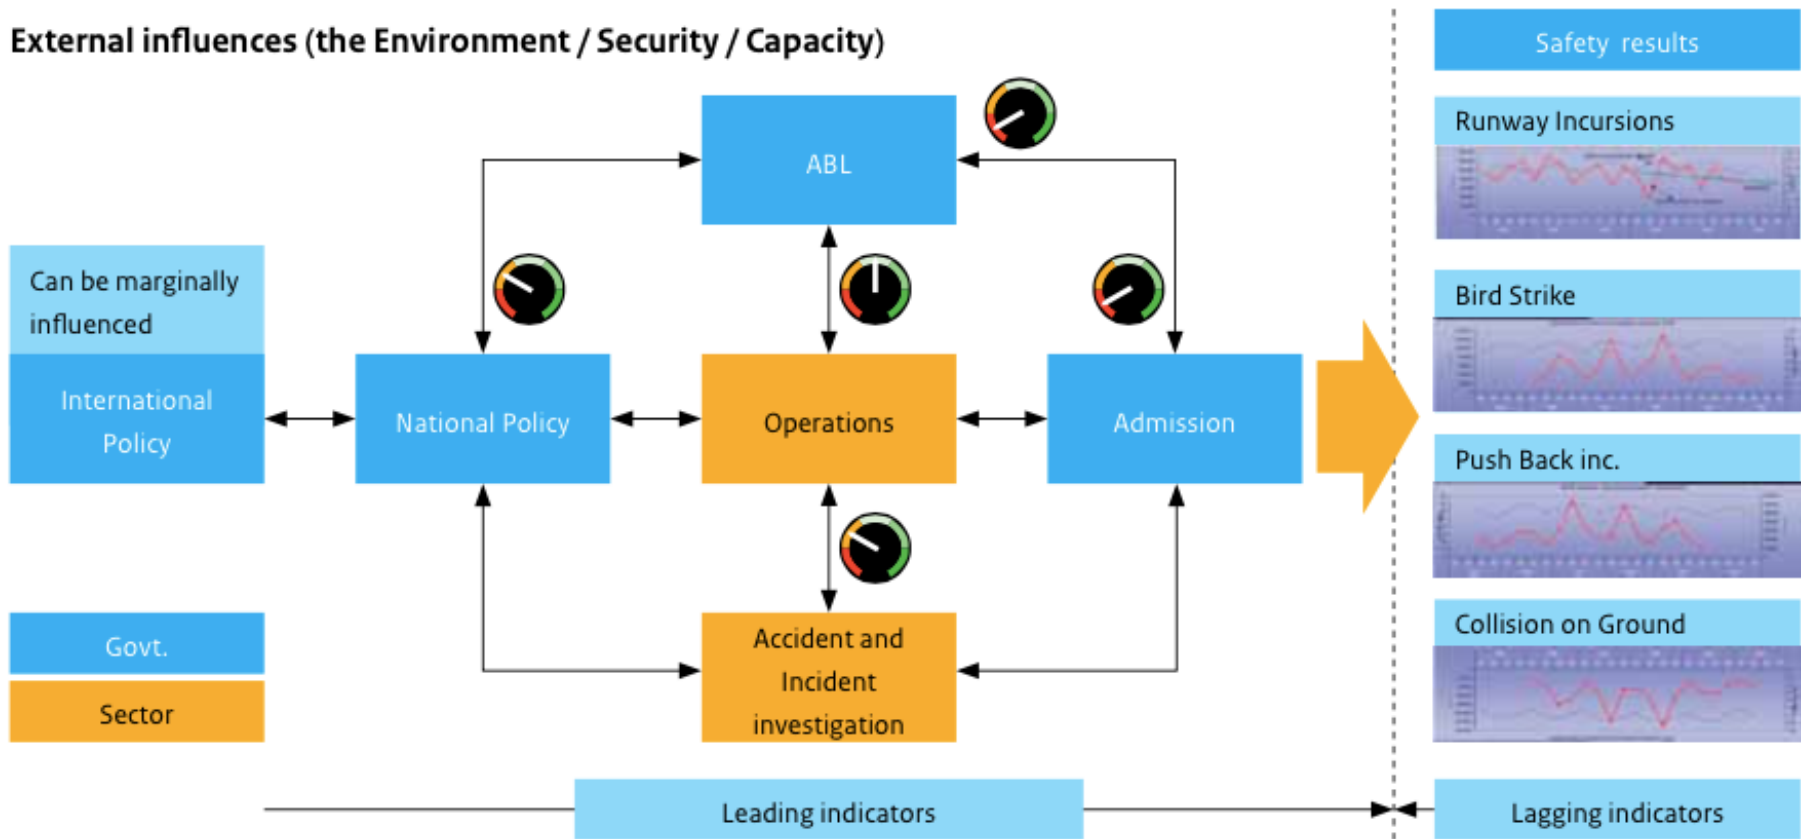 External influences (the Environment / Security / Capacity)
Safety results
ABL
Runway Incursions
Can be marginally
influenced
Bird Strike
International
Policy
National Policy
Operations
Admission
Push Back inc.
Accident and
Incident
investigation
Collision on Ground
Govt.
Sector
Leading indicators
Lagging indicators